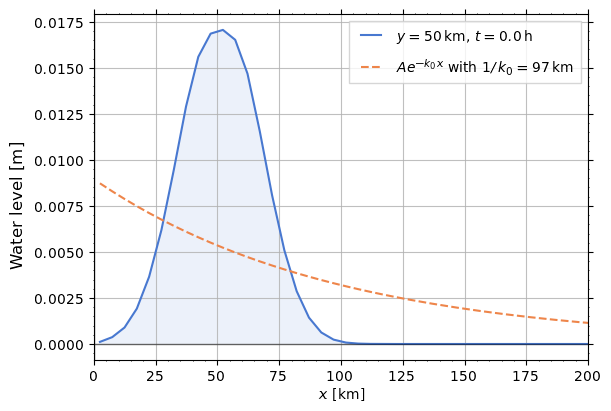 0.0175
0.0150
0.0125
0.0100
0.0075
0.0050
0.0025
0.0000
Water level [m]
y = 50 km, t = 0.0 h
Ae^{-k_0 x} with 1/k_0 = 97 km
0 25 50 75 100 125 150 175 200
x [km]